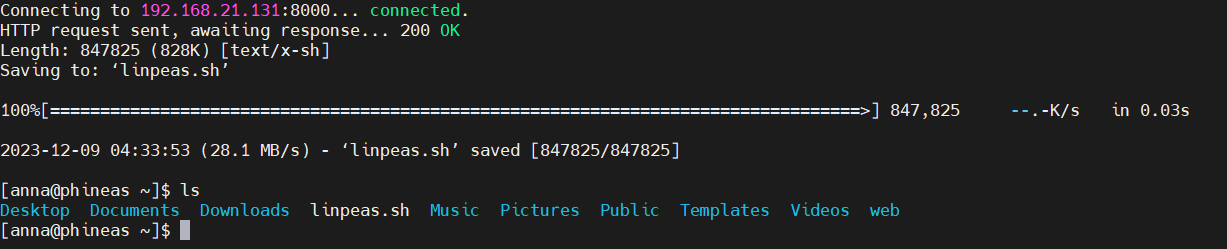 Connecting to 192.168.21.131:8000... connected.
HTTP request sent, awaiting response... 200 OK
Length: 847825 (828K) [text/x-sh]
Saving to: ‘linpeas.sh’
100%[=================================================================================>] 847,825     --.-K/s   in 0.03s
2023-12-09 04:33:53 (28.1 MB/s) - ‘linpeas.sh’ saved [847825/847825]
[anna@phineas ~]$ ls
Desktop  Documents  Downloads  linpeas.sh  Music  Pictures  Public  Templates  Videos  web
[anna@phineas ~]$